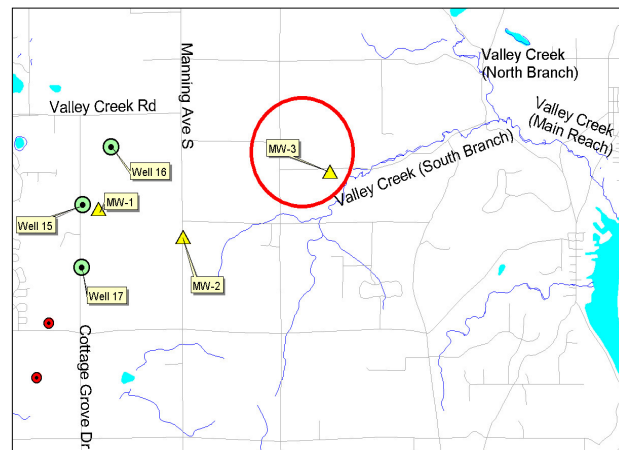 Valley Creek
(North Branch)
Manning Ave S
Valley Creek Rd
Valley Creek
(Main Reach)
MW-3
Well 16
Valley Creek (South Branch)
MW-1
Well 15
MW-2
Well 17
Cottage Grove Dr